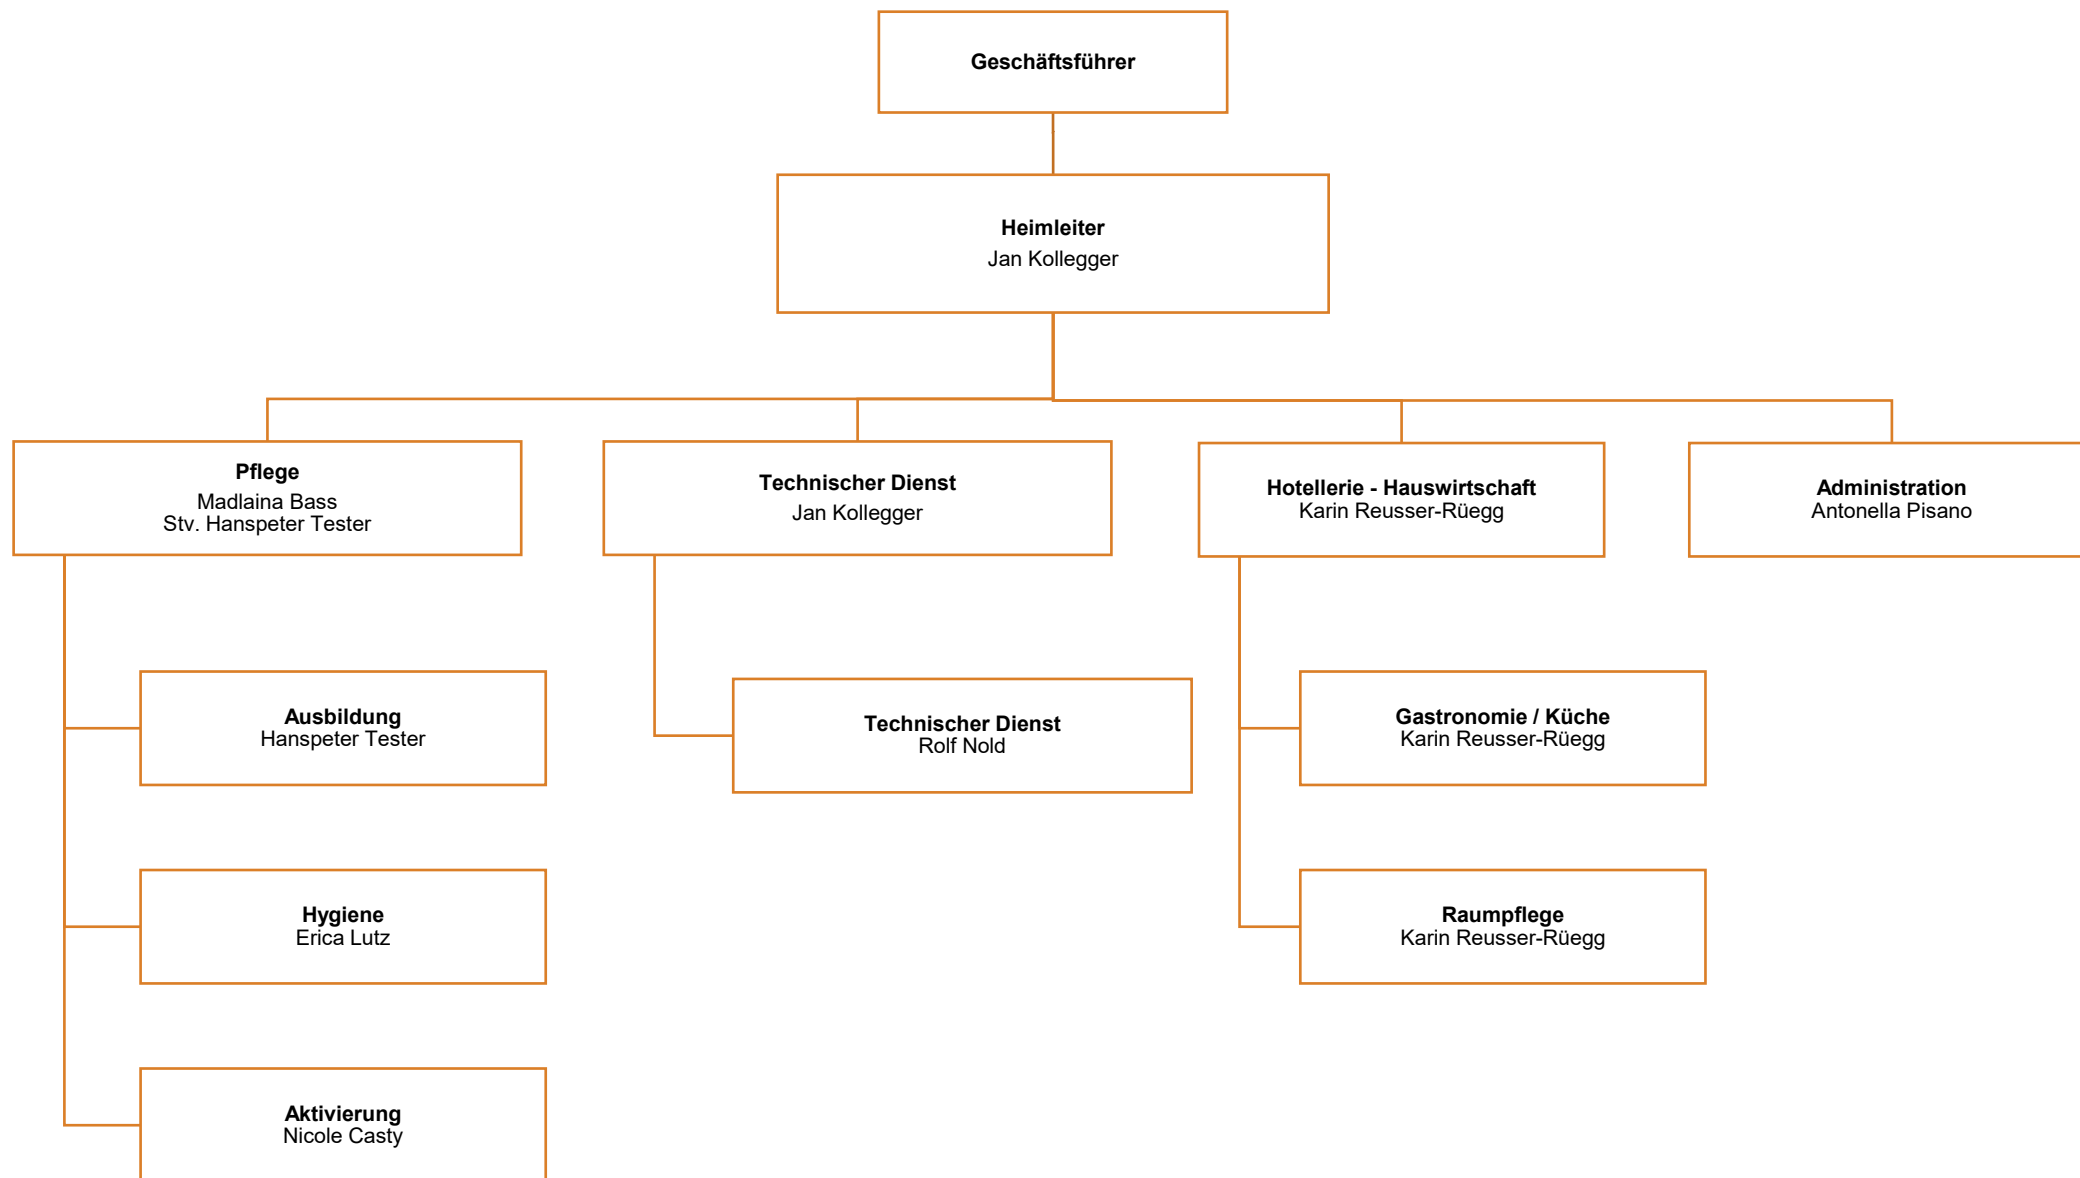 Geschäftsführer
Heimleiter
Jan Kollegger
Pflege
Madlaina Bass
Stv. Hanspeter Tester
Technischer Dienst
Jan Kollegger
Hotellerie - Hauswirtschaft
Karin Reusser-Rüegg
Administration
Antonella Pisano
Ausbildung
Hanspeter Tester
Technischer Dienst
Rolf Nold
Gastronomie / Küche
Karin Reusser-Rüegg
Hygiene
Erica Lutz
Raumpflege
Karin Reusser-Rüegg
Aktivierung
Nicole Casty